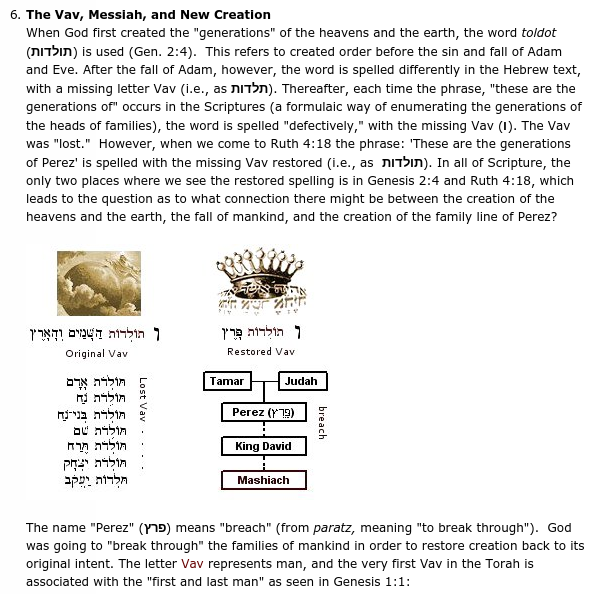 6. The Vav, Messiah, and New Creation
When God first created the "generations" of the heavens and the earth, the word toldot
(תולדות) is used (Gen. 2:4). This refers to created order before the sin and fall of Adam
and Eve. After the fall of Adam, however, the word is spelled differently in the Hebrew text,
with a missing letter Vav (i.e., as תולדת). Thereafter, each time the phrase, "these are the
generations of" occurs in the Scriptures (a formulaic way of enumerating the generations of
the heads of families), the word is spelled "defectively," with the missing Vav (ו). The Vav
was "lost." However, when we come to Ruth 4:18 the phrase: 'These are the generations
of Perez' is spelled with the missing Vav restored (i.e., as תולדות). In all of Scripture, the
only two places where we see the restored spelling is in Genesis 2:4 and Ruth 4:18, which
leads to the question as to what connection there might be between the creation of the
heavens and the earth, the fall of mankind, and the creation of the family line of Perez?
ו תוֹלְדוֹת הַשָּׁמַיִם וְהָאָרֶץ
Original Vav
תּוֹלְדֹת אָדָם
תּוֹלְדֹת נֹחַ
תּוֹלְדֹת בְּנֵי־נֹחַ
תּוֹלְדֹת שֵׁם
תּוֹלְדֹת תֶּרַח
תּוֹלְדֹת יִצְחָק
תֹּלְדוֹת יַעֲקֹב
Lost Vav . . . .
ו תּוֹלְדוֹת פָּרֶץ
Restored Vav
Tamar
Judah
Perez (פֶּרֶץ)
breach
King David
Mashiach
The name "Perez" (פרץ) means "breach" (from paratz, meaning "to break through"). God
was going to "break through" the families of mankind in order to restore creation back to its
original intent. The letter Vav represents man, and the very first Vav in the Torah is
associated with the "first and last man" as seen in Genesis 1:1: